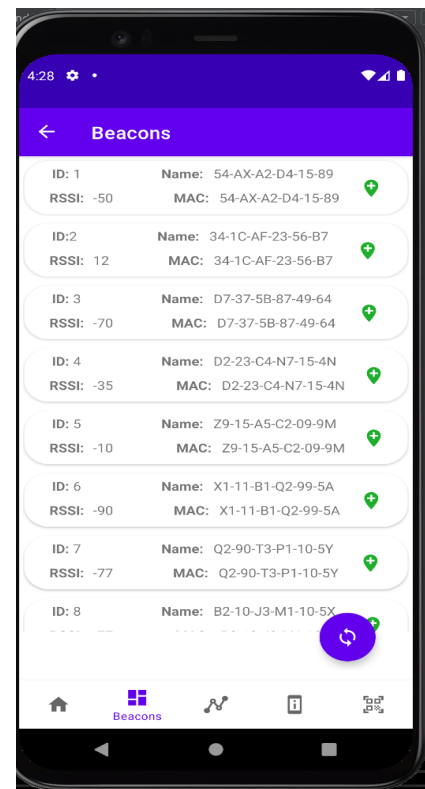 4:28
Beacons
ID: 1 Name: 54-AX-A2-D4-15-89
RSSI: -50 MAC: 54-AX-A2-D4-15-89
ID:2 Name: 34-1C-AF-23-56-B7
RSSI: 12 MAC: 34-1C-AF-23-56-B7
ID: 3 Name: D7-37-5B-87-49-64
RSSI: -70 MAC: D7-37-5B-87-49-64
ID: 4 Name: D2-23-C4-N7-15-4N
RSSI: -35 MAC: D2-23-C4-N7-15-4N
ID: 5 Name: Z9-15-A5-C2-09-9M
RSSI: -10 MAC: Z9-15-A5-C2-09-9M
ID: 6 Name: X1-11-B1-Q2-99-5A
RSSI: -90 MAC: X1-11-B1-Q2-99-5A
ID: 7 Name: Q2-90-T3-P1-10-5Y
RSSI: -77 MAC: Q2-90-T3-P1-10-5Y
ID: 8 Name: B2-10-J3-M1-10-5X
Beacons